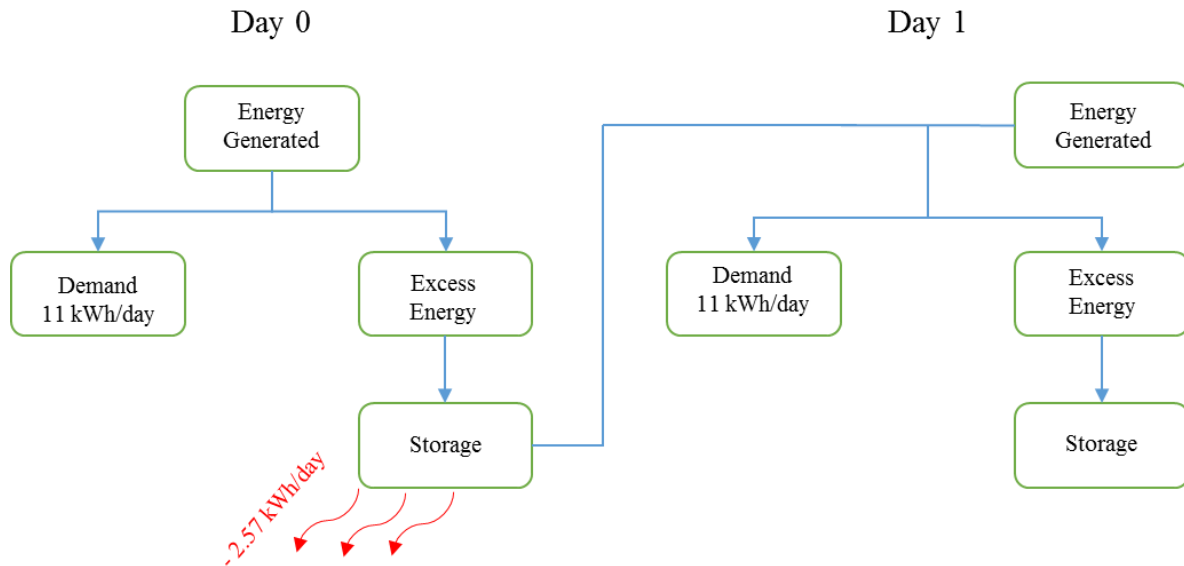 Day 0
Day 1
Energy
Generated
Energy
Generated
Demand
11 kWh/day
Excess
Energy
Demand
11 kWh/day
Excess
Energy
Storage
Storage
- 2.57 kWh/day